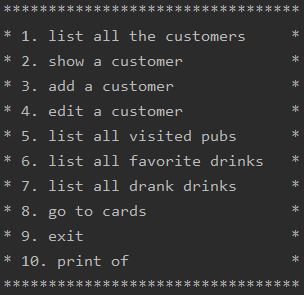 **********************************
* 1. list all the customers      *
* 2. show a customer             *
* 3. add a customer              *
* 4. edit a customer             *
* 5. list all visited pubs       *
* 6. list all favorite drinks    *
* 7. list all drank drinks       *
* 8. go to cards                 *
* 9. exit                        *
* 10. print of                   *
**********************************